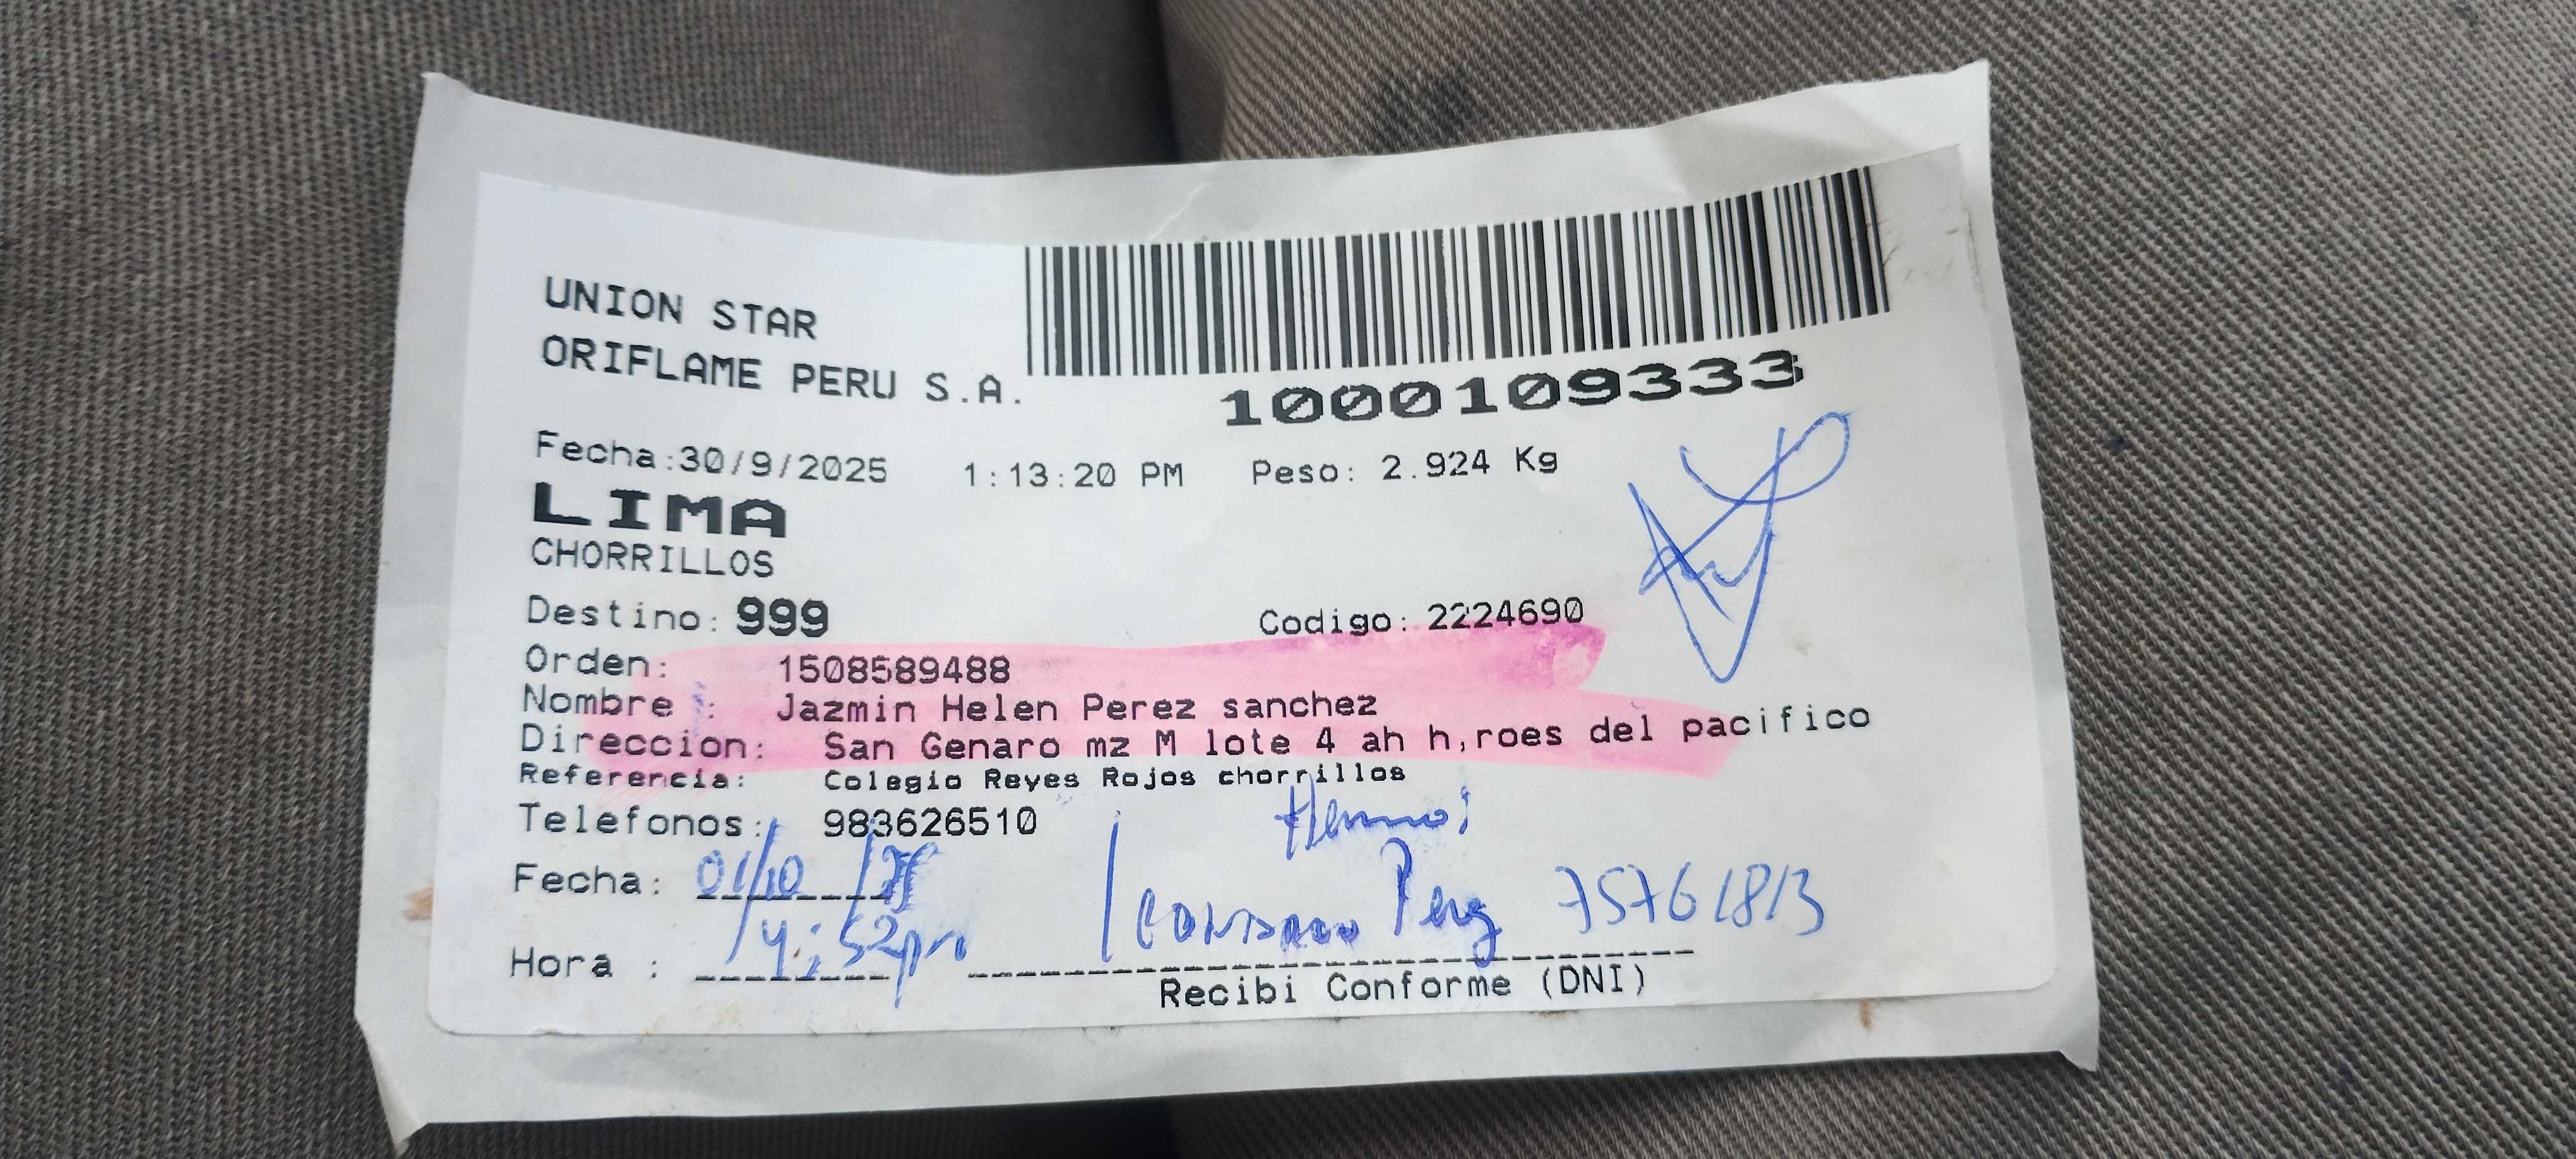 UNION STAR
ORIFLAME PERU S.A.
1000109333
Fecha:30/9/2025 1:13:20 PM Peso: 2.924 Kg
LIMA
CHORRILLOS
Destino: 999 Codigo: 2224690
Orden: 1508589488
Nombre : Jazmin Helen Perez sanchez
Direccion: San Genaro mz M lote 4 ah h,roes del pacifico
Referencia: Colegio Reyes Rojos chorrillos
Telefonos: 983626510
Fecha: 01/10/25
75761813
Hora : 4:52pm
Recibi Conforme (DNI)